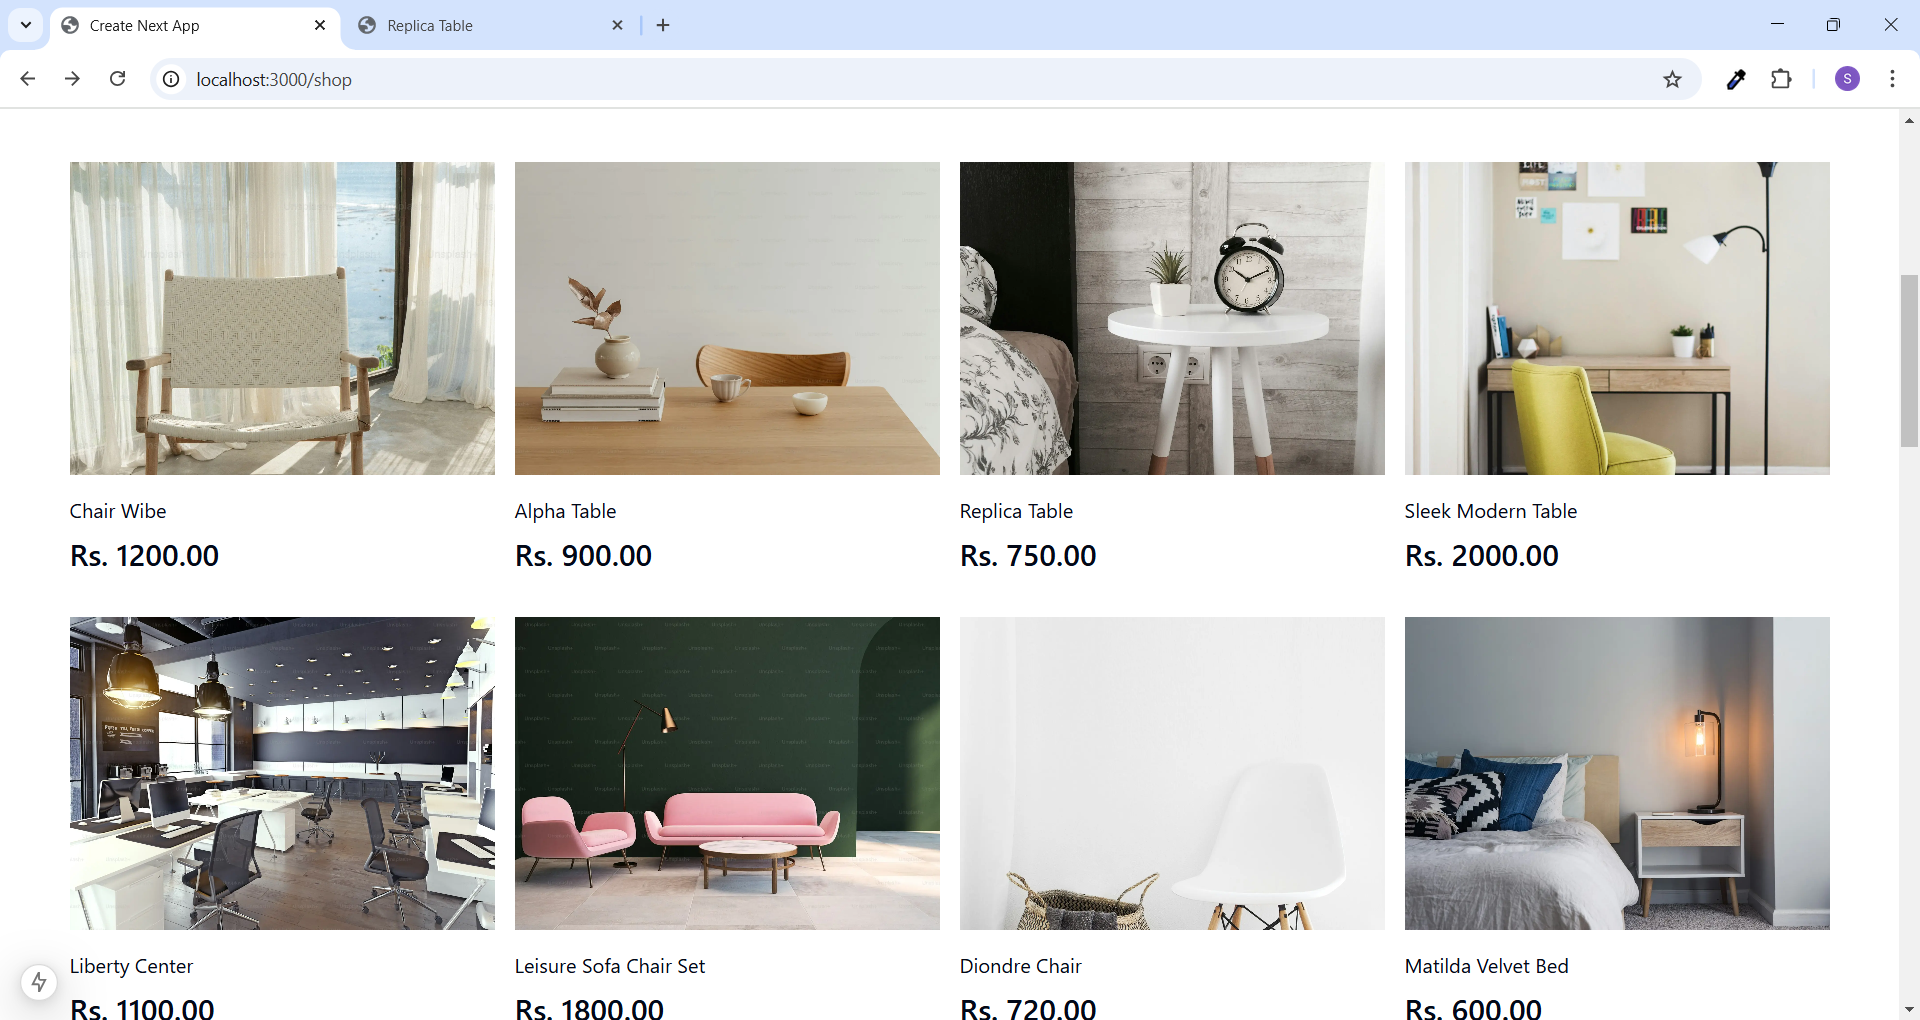 Create Next App
Replica Table
localhost:3000/shop
S
Chair Wibe
Alpha Table
Replica Table
Sleek Modern Table
Rs. 1200.00
Rs. 900.00
Rs. 750.00
Rs. 2000.00
Liberty Center
Leisure Sofa Chair Set
Diondre Chair
Matilda Velvet Bed
Rs. 1100.00
Rs. 1800.00
Rs. 720.00
Rs. 600.00